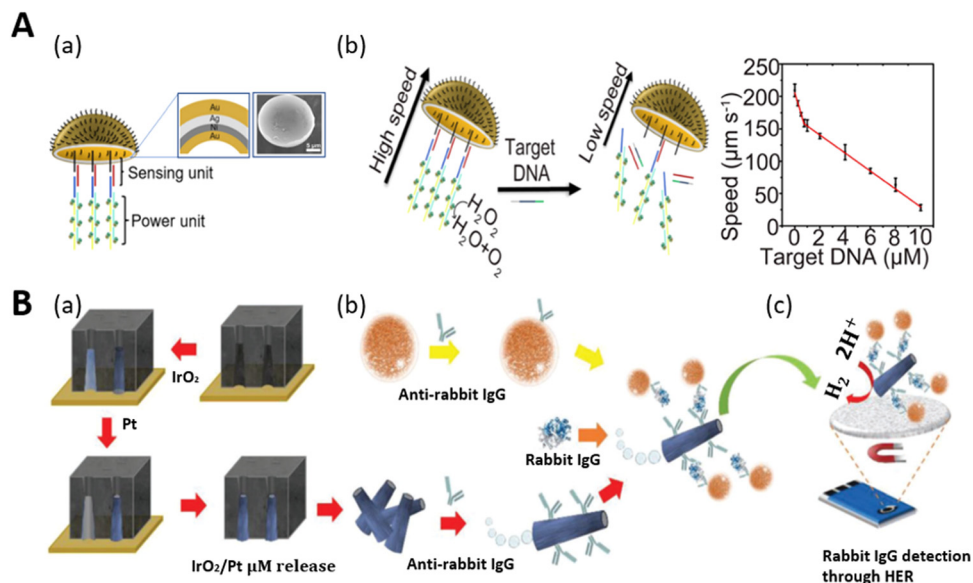 A
(a)
Au
Ag
Ni
Au
5 μm
Sensing unit
Power unit
(b)
High speed
H₂O₂
H₂O+O₂
Target
DNA
Low speed
Speed (μm s⁻¹)
250
200
150
100
50
0
0 2 4 6 8 10
Target DNA (μM)
B
(a)
IrO₂
Pt
IrO₂/Pt μM release
(b)
Anti-rabbit IgG
Rabbit IgG
Anti-rabbit IgG
(c)
2H⁺
H₂
Rabbit IgG detection
through HER